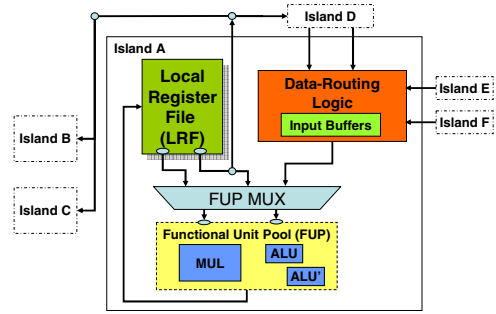 Island D
Island A
Local
Register
File
(LRF)
Data-Routing
Logic
Input Buffers
Island E
Island F
Island B
Island C
FUP MUX
Functional Unit Pool (FUP)
MUL
ALU
ALU'